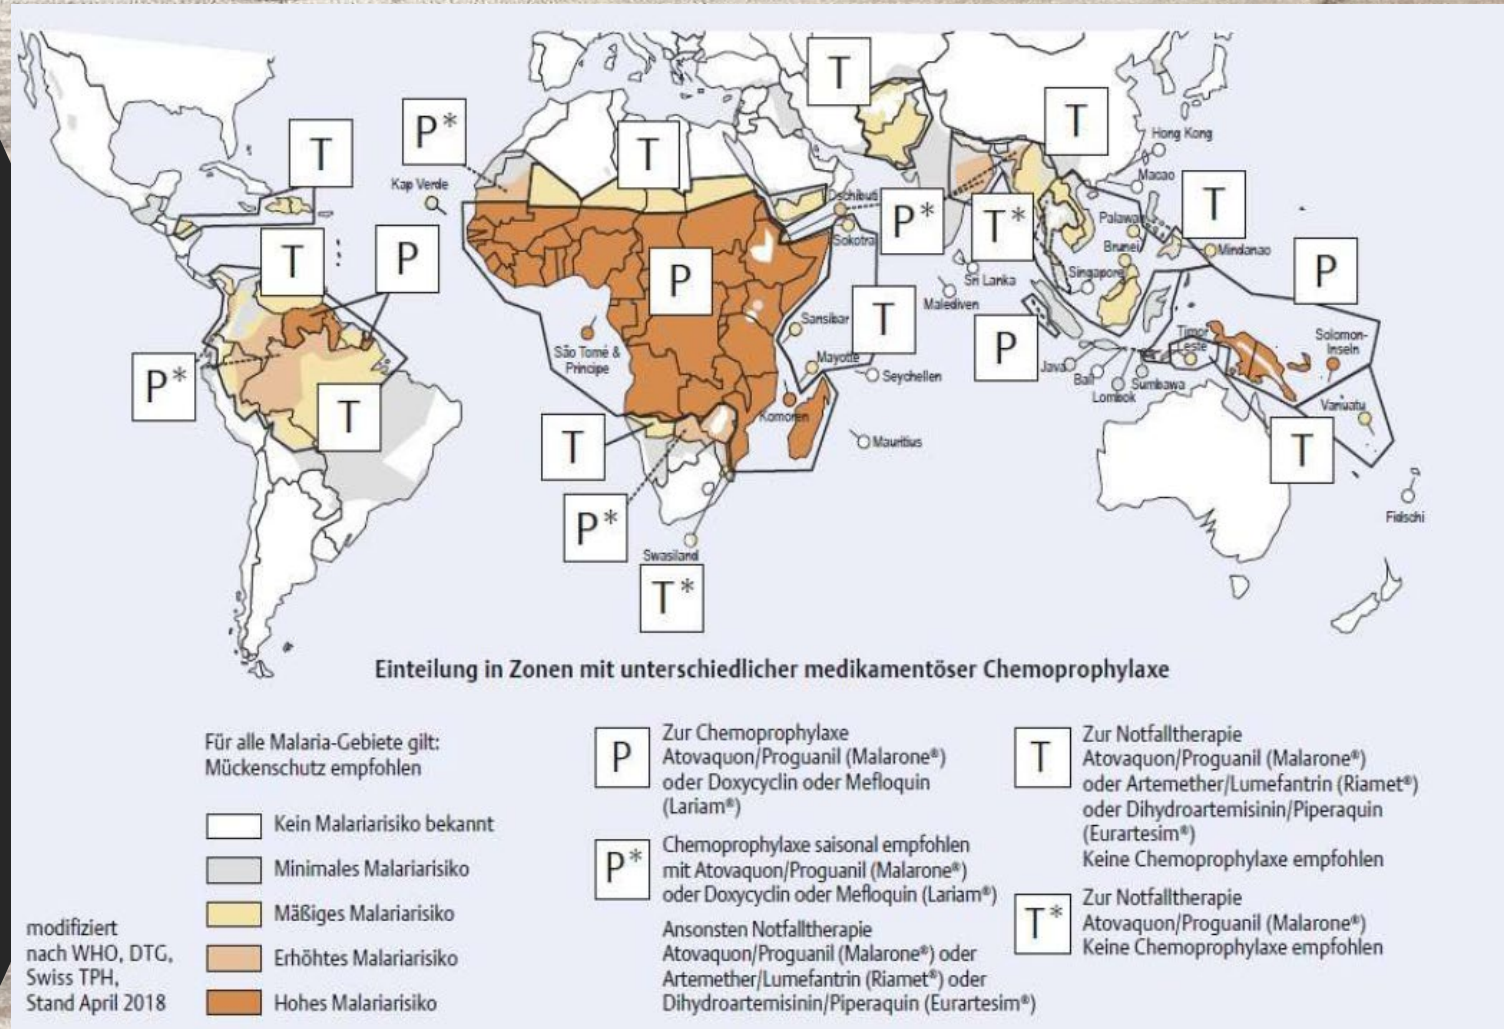 T
T
P*
T
T
Hong Kong
Kap Verde
Macao
Dschibuti
P*
T*
T
Palawan
Sokotra
Brunei
Mindanao
T
P
P
P
Sri Lanka
Singapore
Malediven
T
Sansibar
São Tomé &
Principe
P
Timor
Leste
Solomon-
Inseln
P*
Mayotte
Seychellen
Java
Bali
Sumbawa
Lombok
T
Komoren
Vanuatu
T
Mauritius
T
P*
Fidschi
Swasiland
T*
Einteilung in Zonen mit unterschiedlicher medikamentöser Chemoprophylaxe
Für alle Malaria-Gebiete gilt:
Mückenschutz empfohlen
Kein Malariarisiko bekannt
Minimales Malariarisiko
Mäßiges Malariarisiko
Erhöhtes Malariarisiko
Hohes Malariarisiko
modifiziert
nach WHO, DTG,
Swiss TPH,
Stand April 2018
P
Zur Chemoprophylaxe
Atovaquon/Proguanil (Malarone®)
oder Doxycyclin oder Mefloquin
(Lariam®)
P*
Chemoprophylaxe saisonal empfohlen
mit Atovaquon/Proguanil (Malarone®)
oder Doxycyclin oder Mefloquin (Lariam®)
Ansonsten Notfalltherapie
Atovaquon/Proguanil (Malarone®) oder
Artemether/Lumefantrin (Riamet®) oder
Dihydroartemisinin/Piperaquin (Eurartesim®)
T
Zur Notfalltherapie
Atovaquon/Proguanil (Malarone®)
oder Artemether/Lumefantrin (Riamet®)
oder Dihydroartemisinin/Piperaquin
(Eurartesim®)
Keine Chemoprophylaxe empfohlen
T*
Zur Notfalltherapie
Atovaquon/Proguanil (Malarone®)
Keine Chemoprophylaxe empfohlen